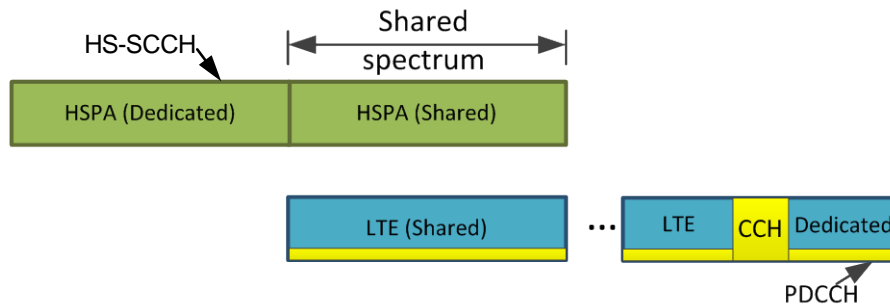 Shared
HS-SCCH
spectrum
HSPA (Dedicated)
HSPA (Shared)
LTE (Shared)
...
LTE
CCH
Dedicated
PDCCH